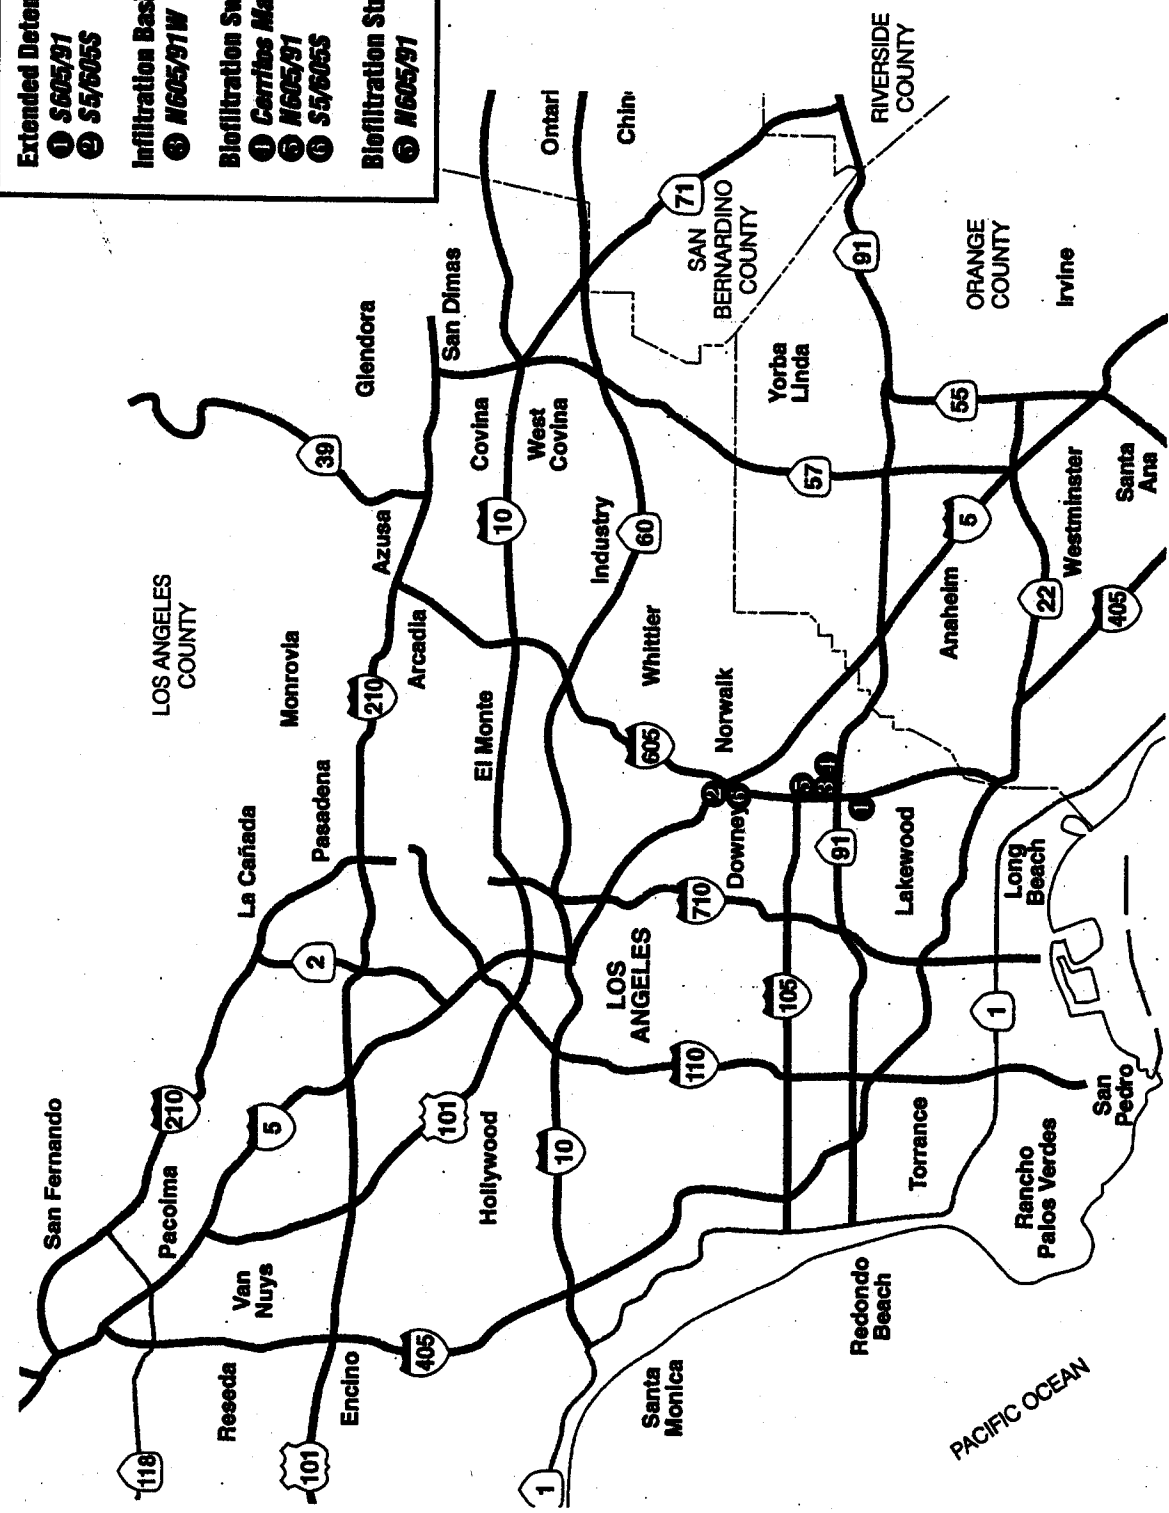 Extended Deten
1 S605/91
2 S5/605S
Infiltration Bas
3 N605/91W
Biofiltration Sw
4 Cerritos Ma
5 N605/91
6 S5/605S
Biofiltration St
5 N605/91
San Fernando
118
Pacoima
210
LOS ANGELES
COUNTY
Reseda
Van
Nuys
5
La Cañada
Monrovia
101
2
Pasadena
39
Encino
210
Azusa
Glendora
405
101
Arcadia
San Dimas
Hollywood
El Monte
Covina
1
10
10
West
Covina
Ontari
LOS
ANGELES
Industry
Chin
Santa
Monica
Whittier
60
605
110
710
71
SAN
BERNARDINO
COUNTY
2
6
Downey
Norwalk
105
5
3
4
57
Yorba
Linda
91
1
91
RIVERSIDE
COUNTY
Redondo
Beach
Torrance
Lakewood
Anaheim
5
55
ORANGE
COUNTY
PACIFIC OCEAN
1
Rancho
Palos Verdes
Long
Beach
22
Westminster
Irvine
San
Pedro
405
Santa
Ana